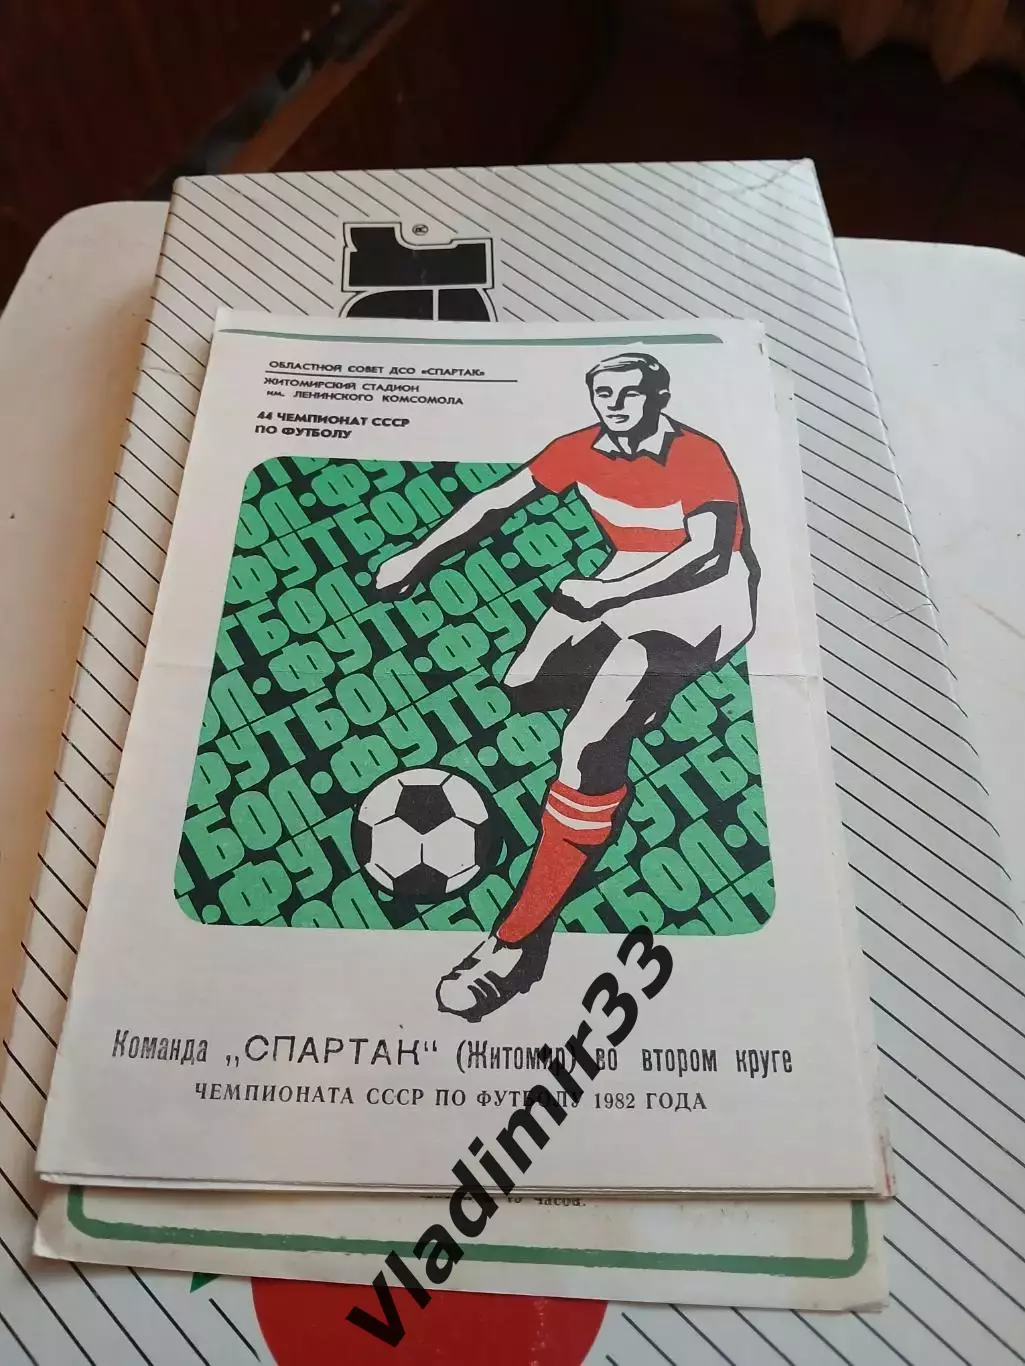 ОБЛАСТНОЙ СОВЕТ ДСО «СПАРТАК»
ЖИТОМИРСКИЙ СТАДИОН
им. ЛЕНИНСКОГО КОМСОМОЛА
44 ЧЕМПИОНАТ СССР
ПО ФУТБОЛУ
ФУТБОЛ·ФУТБОЛ·ФУТБОЛ
Команда „СПАРТАК" (Житомир) во втором круге
ЧЕМПИОНАТА СССР ПО ФУТБОЛУ 1982 ГОДА
часов.
vladimir33